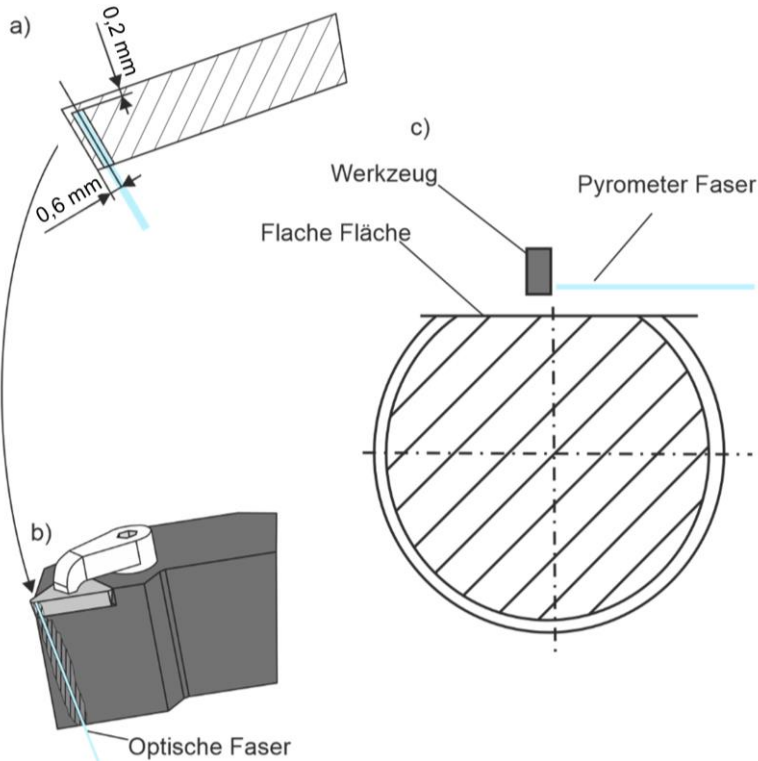 a)
0,2 mm
0,6 mm
c)
Werkzeug
Pyrometer Faser
Flache Fläche
b)
Optische Faser